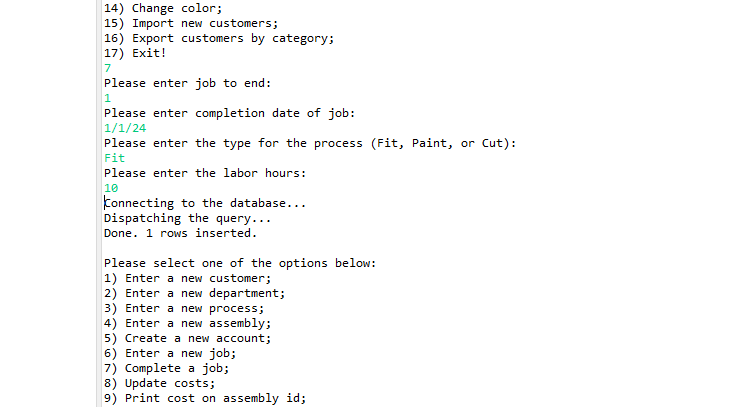 14) Change color;
15) Import new customers;
16) Export customers by category;
17) Exit!
7
Please enter job to end:
1
Please enter completion date of job:
1/1/24
Please enter the type for the process (Fit, Paint, or Cut):
Fit
Please enter the labor hours:
10
Connecting to the database...
Dispatching the query...
Done. 1 rows inserted.
Please select one of the options below:
1) Enter a new customer;
2) Enter a new department;
3) Enter a new process;
4) Enter a new assembly;
5) Create a new account;
6) Enter a new job;
7) Complete a job;
8) Update costs;
9) Print cost on assembly id;